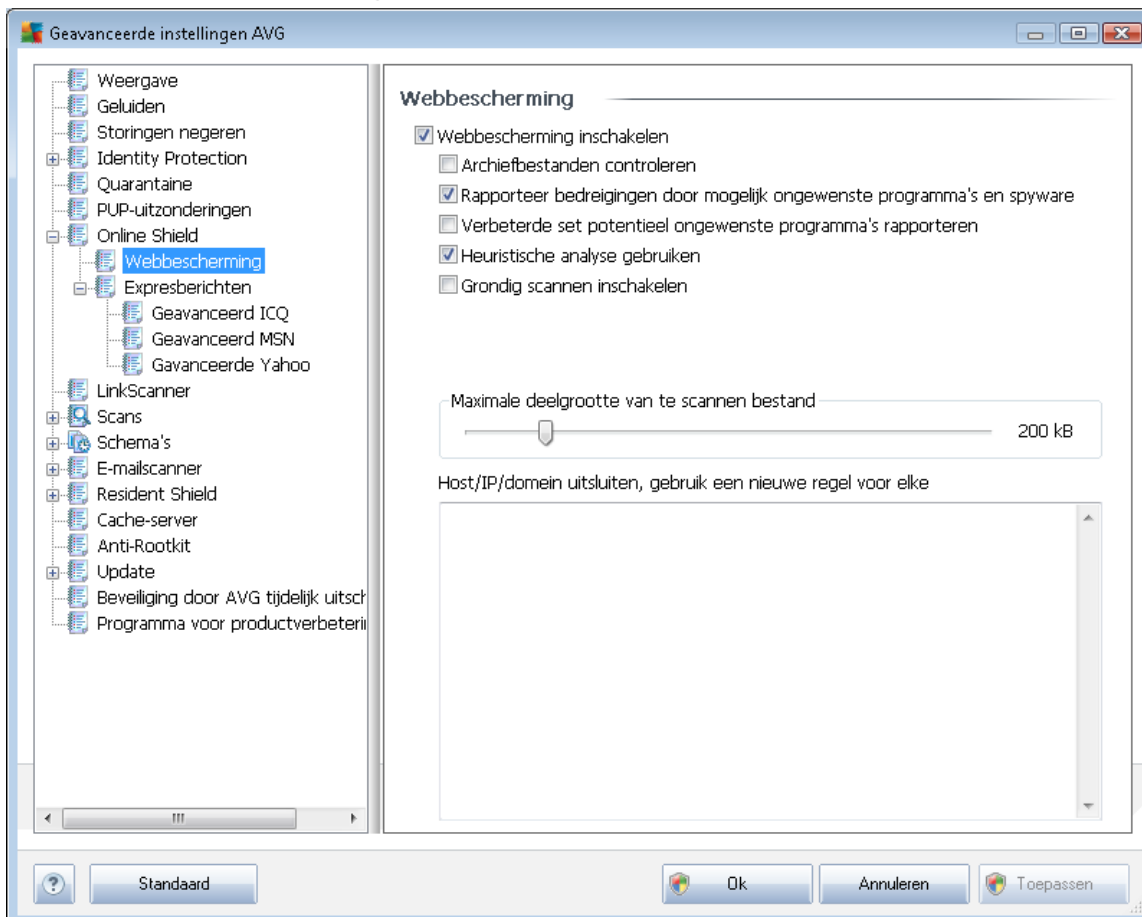 Geavanceerde instellingen AVG
Weergave
Geluiden
Storingen negeren
Identity Protection
Quarantaine
PUP-uitzonderingen
Online Shield
Webbescherming
Expresberichten
Geavanceerd ICQ
Geavanceerd MSN
Gavanceerde Yahoo
LinkScanner
Scans
Schema's
E-mailscanner
Resident Shield
Cache-server
Anti-Rootkit
Update
Beveiliging door AVG tijdelijk uitsch
Programma voor productverbeterin
Webbescherming
Webbescherming inschakelen
Archiefbestanden controleren
Rapporteer bedreigingen door mogelijk ongewenste programma's en spyware
Verbeterde set potentieel ongewenste programma's rapporteren
Heuristische analyse gebruiken
Grondig scannen inschakelen
Maximale deelgrootte van te scannen bestand
200 kB
Host/IP/domein uitsluiten, gebruik een nieuwe regel voor elke
?
Standaard
Ok
Annuleren
Toepassen